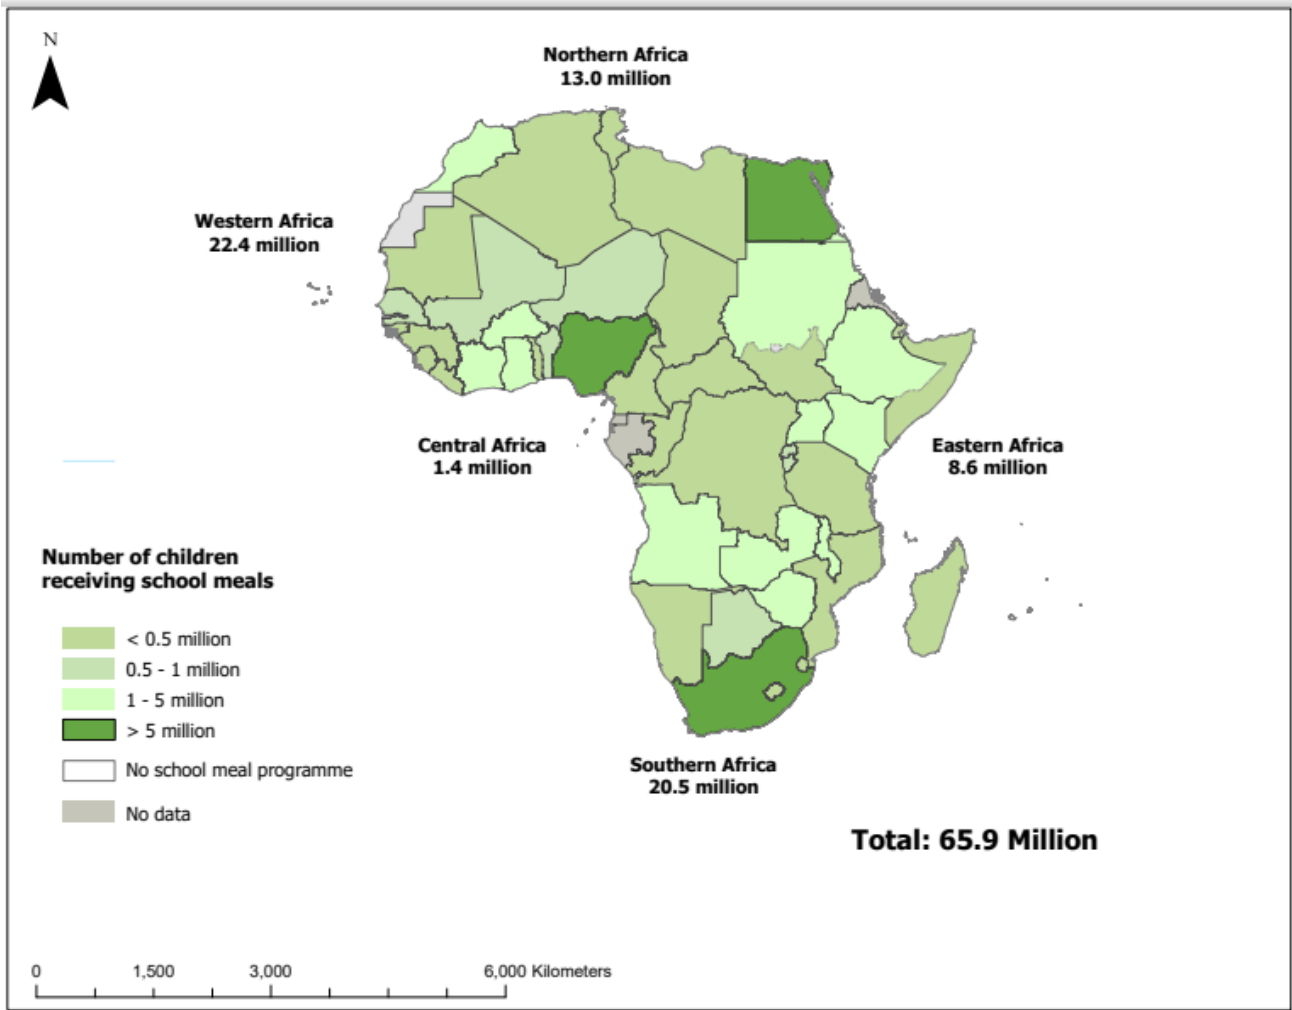 N
Northern Africa
13.0 million
Western Africa
22.4 million
Central Africa
1.4 million
Eastern Africa
8.6 million
Number of children
receiving school meals
< 0.5 million
0.5 - 1 million
1 - 5 million
> 5 million
No school meal programme
No data
Southern Africa
20.5 million
Total: 65.9 Million
0 1,500 3,000 6,000 Kilometers